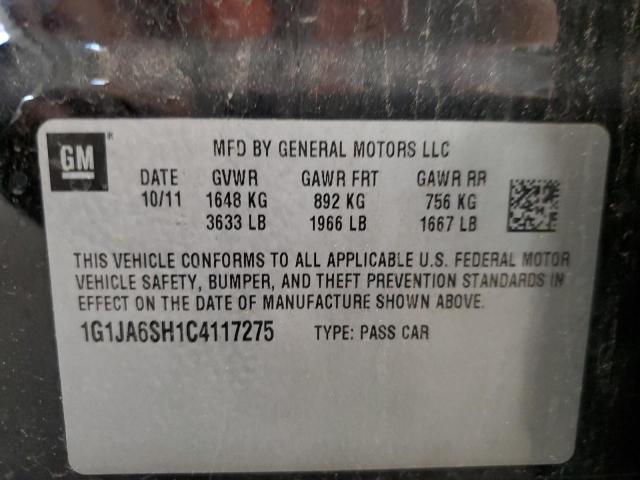 GM ® MFD BY GENERAL MOTORS LLC
DATE GVWR GAWR FRT GAWR RR
10/11 1648 KG 892 KG 756 KG
3633 LB 1966 LB 1667 LB
THIS VEHICLE CONFORMS TO ALL APPLICABLE U.S. FEDERAL MOTOR
VEHICLE SAFETY, BUMPER, AND THEFT PREVENTION STANDARDS IN
EFFECT ON THE DATE OF MANUFACTURE SHOWN ABOVE.
1G1JA6SH1C4117275 TYPE: PASS CAR